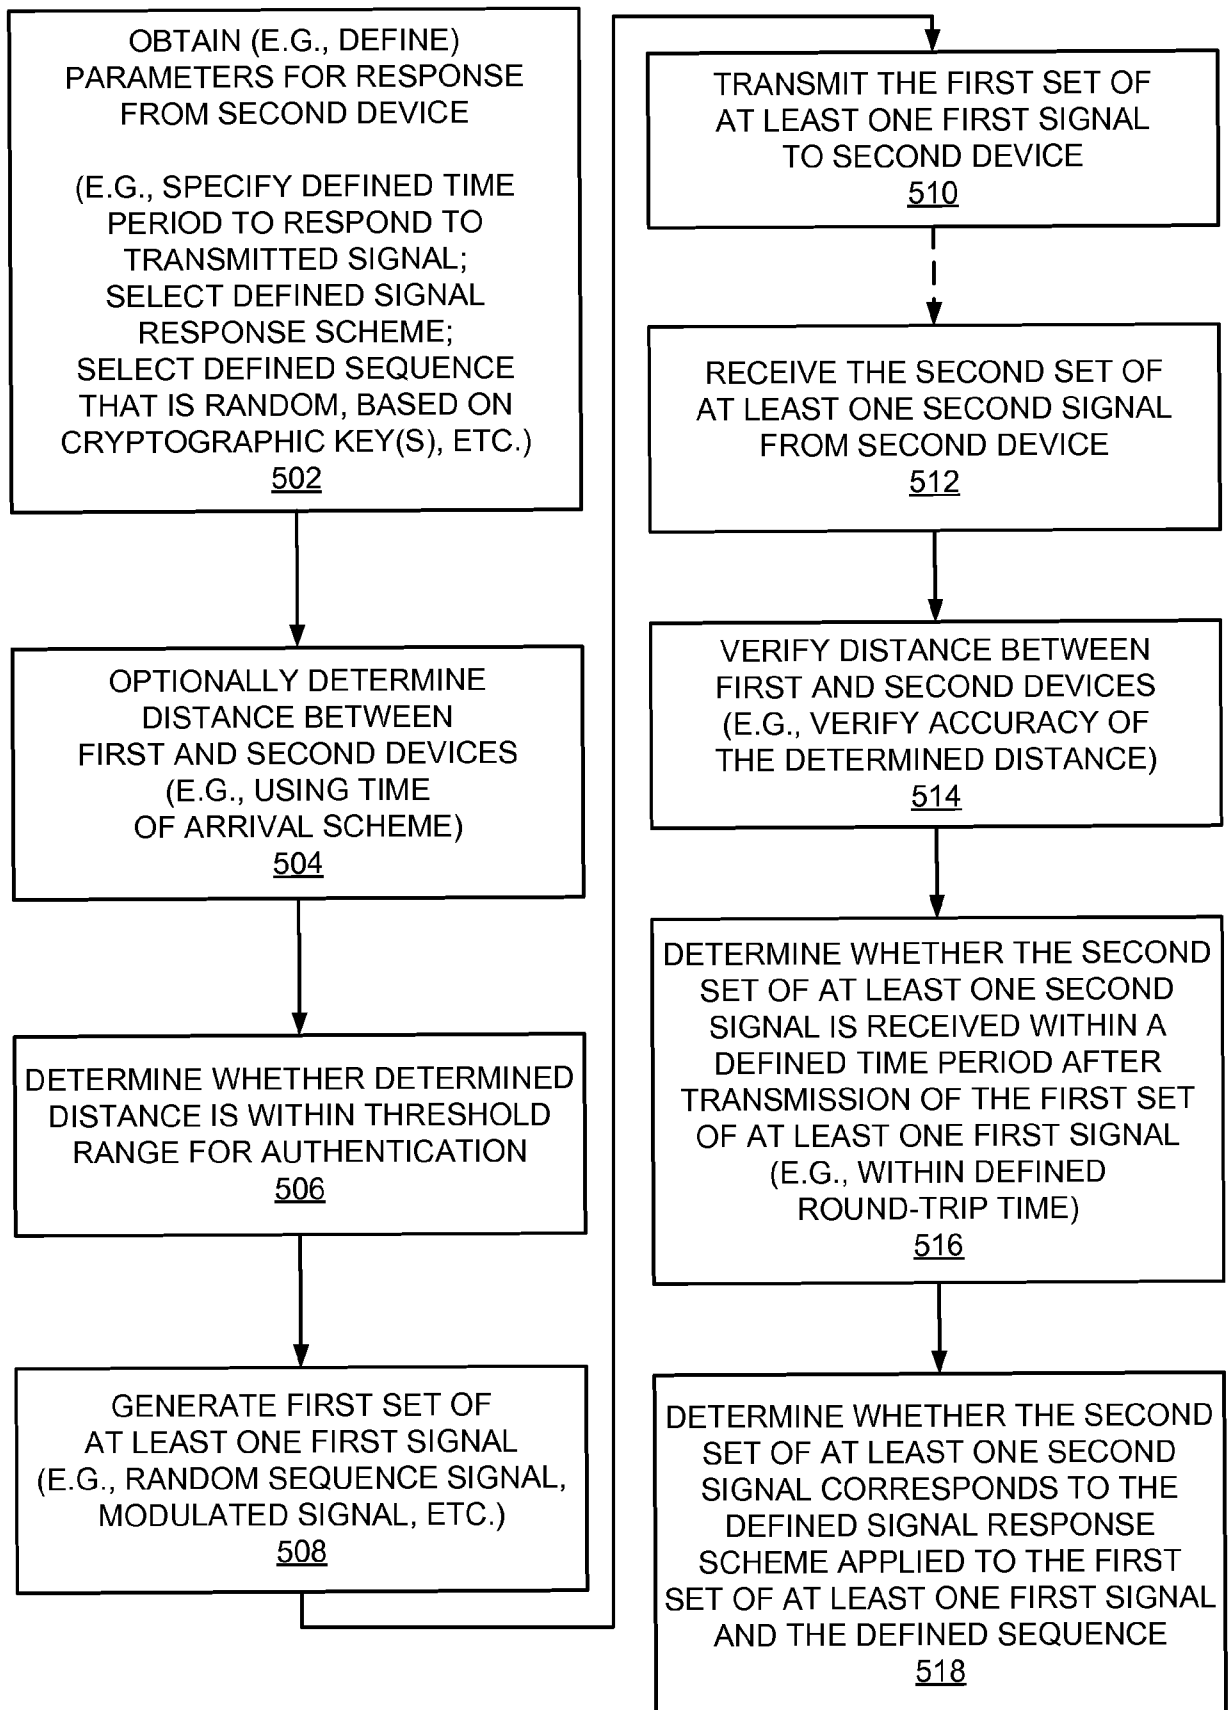 OBTAIN (E.G., DEFINE)
PARAMETERS FOR RESPONSE
FROM SECOND DEVICE
(E.G., SPECIFY DEFINED TIME
PERIOD TO RESPOND TO
TRANSMITTED SIGNAL;
SELECT DEFINED SIGNAL
RESPONSE SCHEME;
SELECT DEFINED SEQUENCE
THAT IS RANDOM, BASED ON
CRYPTOGRAPHIC KEY(S), ETC.)
502
OPTIONALLY DETERMINE
DISTANCE BETWEEN
FIRST AND SECOND DEVICES
(E.G., USING TIME
OF ARRIVAL SCHEME)
504
DETERMINE WHETHER DETERMINED
DISTANCE IS WITHIN THRESHOLD
RANGE FOR AUTHENTICATION
506
GENERATE FIRST SET OF
AT LEAST ONE FIRST SIGNAL
(E.G., RANDOM SEQUENCE SIGNAL,
MODULATED SIGNAL, ETC.)
508
TRANSMIT THE FIRST SET OF
AT LEAST ONE FIRST SIGNAL
TO SECOND DEVICE
510
RECEIVE THE SECOND SET OF
AT LEAST ONE SECOND SIGNAL
FROM SECOND DEVICE
512
VERIFY DISTANCE BETWEEN
FIRST AND SECOND DEVICES
(E.G., VERIFY ACCURACY OF
THE DETERMINED DISTANCE)
514
DETERMINE WHETHER THE SECOND
SET OF AT LEAST ONE SECOND
SIGNAL IS RECEIVED WITHIN A
DEFINED TIME PERIOD AFTER
TRANSMISSION OF THE FIRST SET
OF AT LEAST ONE FIRST SIGNAL
(E.G., WITHIN DEFINED
ROUND-TRIP TIME)
516
DETERMINE WHETHER THE SECOND
SET OF AT LEAST ONE SECOND
SIGNAL CORRESPONDS TO THE
DEFINED SIGNAL RESPONSE
SCHEME APPLIED TO THE FIRST
SET OF AT LEAST ONE FIRST SIGNAL
AND THE DEFINED SEQUENCE
518